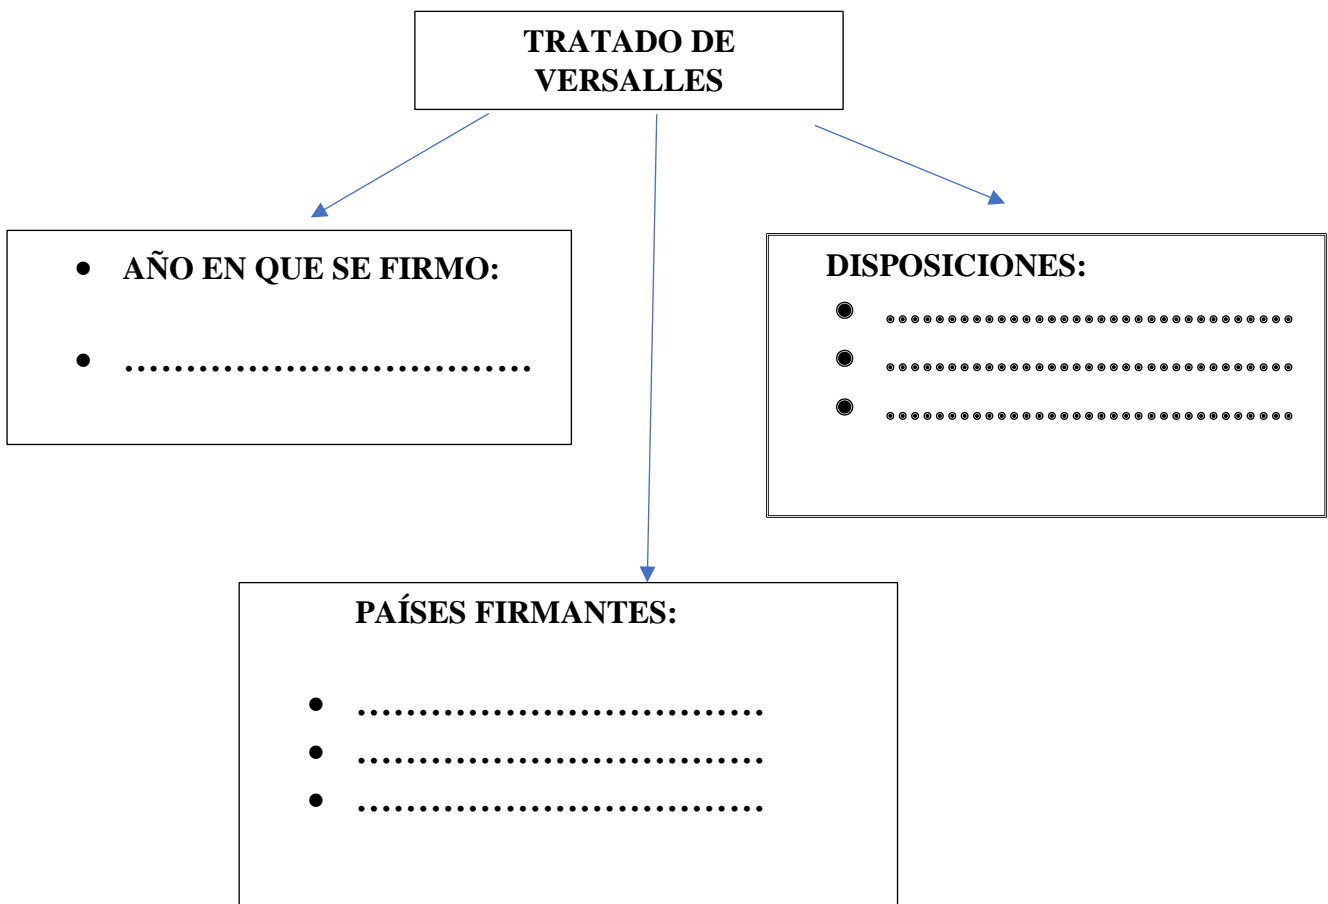 TRATADO DE
VERSALLES
• AÑO EN QUE SE FIRMO:
• ……………………………
DISPOSICIONES:
• ……………………………
• ……………………………
• ……………………………
PAÍSES FIRMANTES:
• ……………………………
• ……………………………
• ……………………………